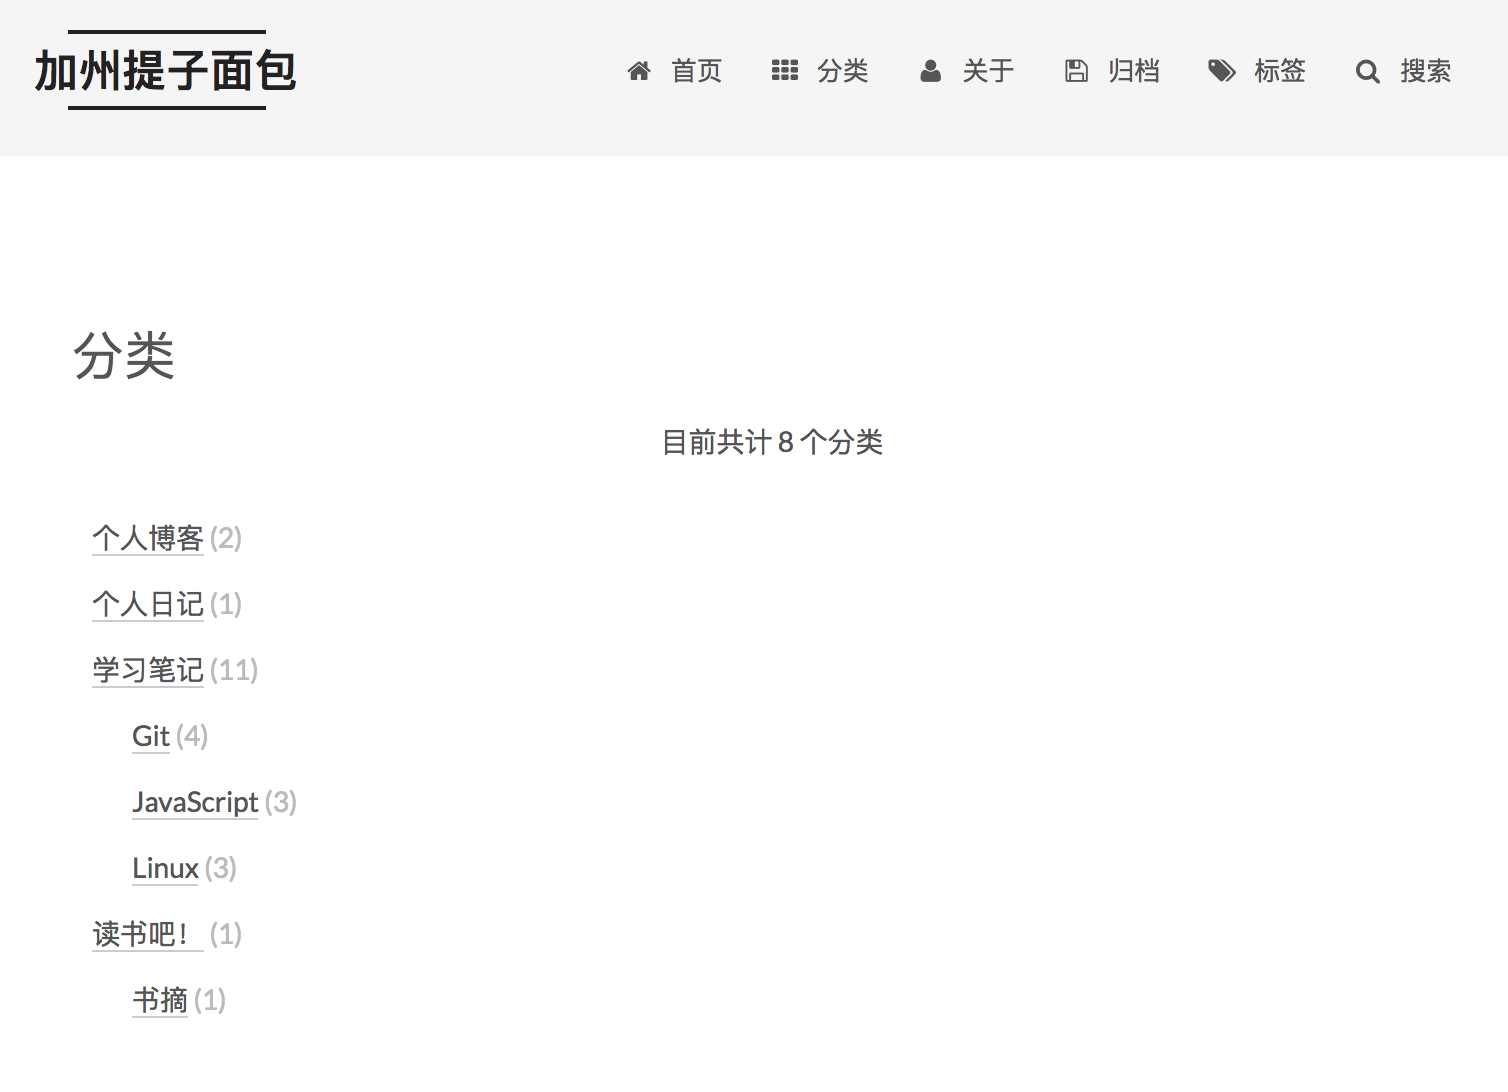 加州提子面包
首页 分类 关于 归档 标签 搜索
分类
目前共计 8 个分类
个人博客 (2)
个人日记 (1)
学习笔记 (11)
Git (4)
JavaScript (3)
Linux (3)
读书吧！ (1)
书摘 (1)